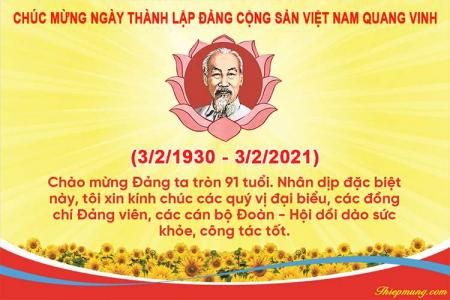 CHÚC MỪNG NGÀY THÀNH LẬP ĐẢNG CỘNG SẢN VIỆT NAM QUANG VINH
(3/2/1930 - 3/2/2021)
Chào mừng Đảng ta tròn 91 tuổi. Nhân dịp đặc biệt
này, tôi xin kính chúc các quý vị đại biểu, các đồng
chí Đảng viên, các cán bộ Đoàn - Hội dồi dào sức
khỏe, công tác tốt.
Thiepmung.com